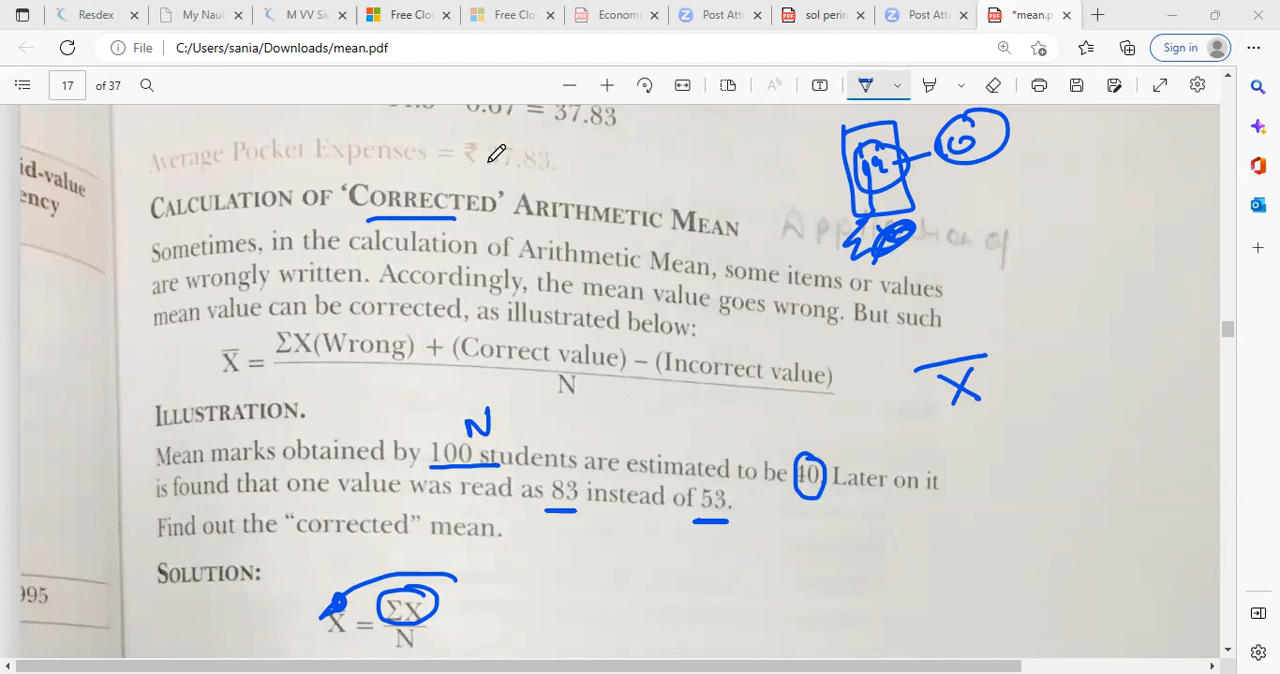 Resdex
My Nau
M VV Si
Free Clo
Free Clo
Econom
Post Att
sol perin
Post Att
*mean.p
File C:/Users/sania/Downloads/mean.pdf
Sign in
17 of 37
0.67 = 37.83
Average Pocket Expenses = ₹ 7.83.
id-value
ency
CALCULATION OF ‘CORRECTED’ ARITHMETIC MEAN
Sometimes, in the calculation of Arithmetic Mean, some items or values
are wrongly written. Accordingly, the mean value goes wrong. But such
mean value can be corrected, as illustrated below:
X̅ = ΣX(Wrong) + (Correct value) – (Incorrect value)
N
X̅
ILLUSTRATION.
N
Mean marks obtained by 100 students are estimated to be 40. Later on it
is found that one value was read as 83 instead of 53.
Find out the “corrected” mean.
SOLUTION:
X̅ = ΣX
N
995